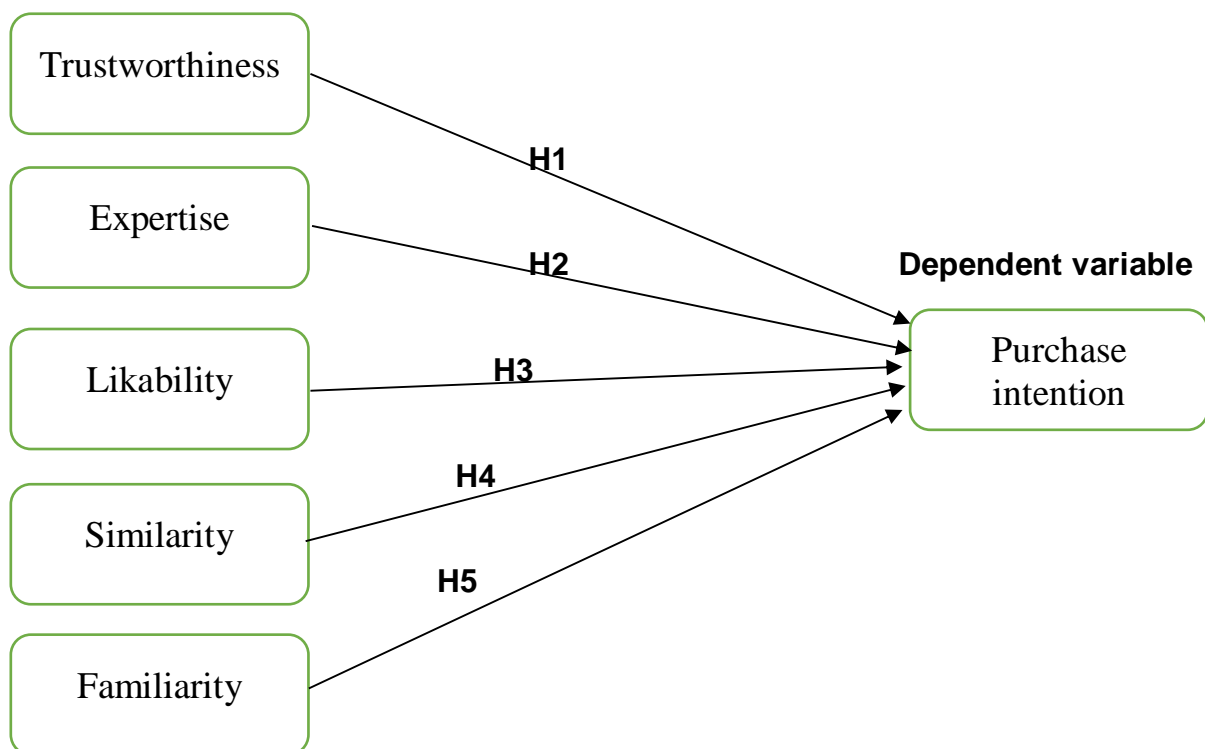 Trustworthiness
H1
Expertise
H2
Dependent variable
Purchase
intention
Likability
H3
Similarity
H4
H5
Familiarity